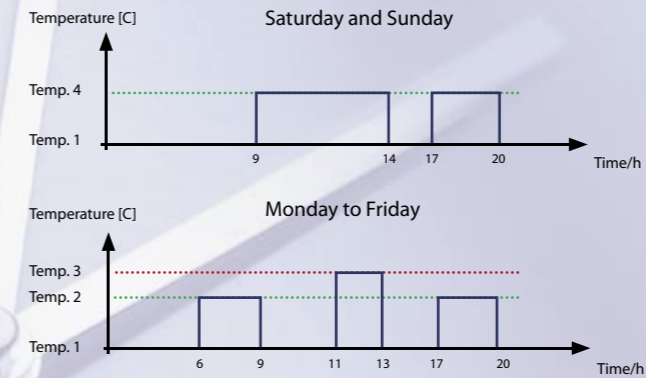 Temperature [C]
Saturday and Sunday
Temp. 4
Temp. 1
9
14
17
20
Time/h
Temperature [C]
Monday to Friday
Temp. 3
Temp. 2
Temp. 1
6
9
11
13
17
20
Time/h